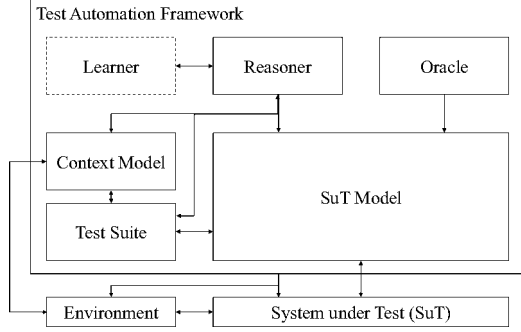 Test Automation Framework
Learner
Reasoner
Oracle
Context Model
SuT Model
Test Suite
Environment
System under Test (SuT)